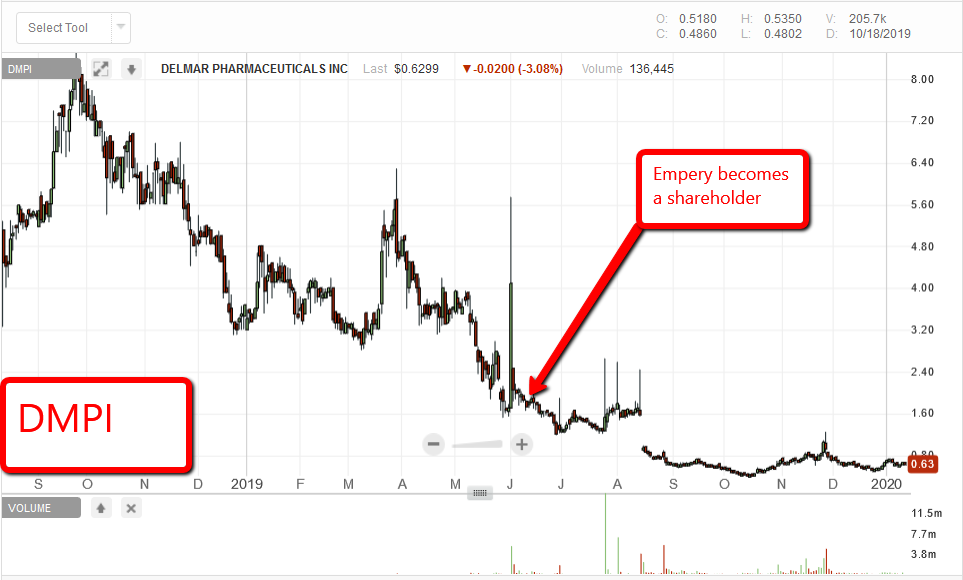 Select Tool
O: 0.5180 H: 0.5350 V: 205.7k
C: 0.4860 L: 0.4802 D: 10/18/2019
DMPI DELMAR PHARMACEUTICALS INC Last $0.6299 ▼-0.0200 (-3.08%) Volume 136,445
8.00
7.20
6.40
Empery becomes
a shareholder
5.60
4.80
4.00
3.20
2.40
DMPI
1.60
0.80
0.63
S O N D 2019 F M A M J J A S O N D 2020
VOLUME
11.5m
7.7m
3.8m